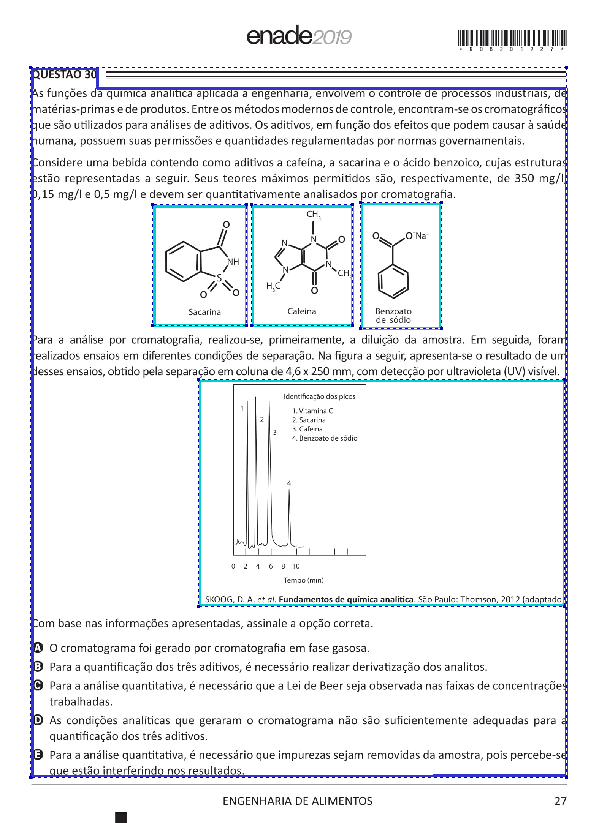 enade2019
*R0632019227*
QUESTÃO 30
As funções da química analítica aplicada a engenharia, envolvem o controle de processos industriais, de
matérias-primas e de produtos. Entre os métodos modernos de controle, encontram-se os cromatográficos
que são utilizados para análises de aditivos. Os aditivos, em função dos efeitos que podem causar à saúde
humana, possuem suas permissões e quantidades regulamentadas por normas governamentais.
Considere uma bebida contendo como aditivos a cafeína, a sacarina e o ácido benzoico, cujas estruturas
estão representadas a seguir. Seus teores máximos permitidos são, respectivamente, de 350 mg/l,
0,15 mg/l e 0,5 mg/l e devem ser quantitativamente analisados por cromatografia.
O NH S O O
Sacarina
CH3 N N O N N CH3 H3C O
Cafeína
O O-Na+
Benzoato
de sódio
Para a análise por cromatografia, realizou-se, primeiramente, a diluição da amostra. Em seguida, foram
realizados ensaios em diferentes condições de separação. Na figura a seguir, apresenta-se o resultado de um
desses ensaios, obtido pela separação em coluna de 4,6 x 250 mm, com detecção por ultravioleta (UV) visível.
Identificação dos picos
1. Vitamina C
2. Sacarina
3. Cafeína
4. Benzoato de sódio
1
2
3
4
0 2 4 6 8 10
Tempo (min)
SKOOG, D. A. et al. Fundamentos de química analítica. São Paulo: Thomson, 2012 (adaptado)
Com base nas informações apresentadas, assinale a opção correta.
A O cromatograma foi gerado por cromatografia em fase gasosa.
B Para a quantificação dos três aditivos, é necessário realizar derivatização dos analitos.
C Para a análise quantitativa, é necessário que a Lei de Beer seja observada nas faixas de concentrações
trabalhadas.
D As condições analíticas que geraram o cromatograma não são suficientemente adequadas para a
quantificação dos três aditivos.
E Para a análise quantitativa, é necessário que impurezas sejam removidas da amostra, pois percebe-se
que estão interferindo nos resultados.
ENGENHARIA DE ALIMENTOS
27